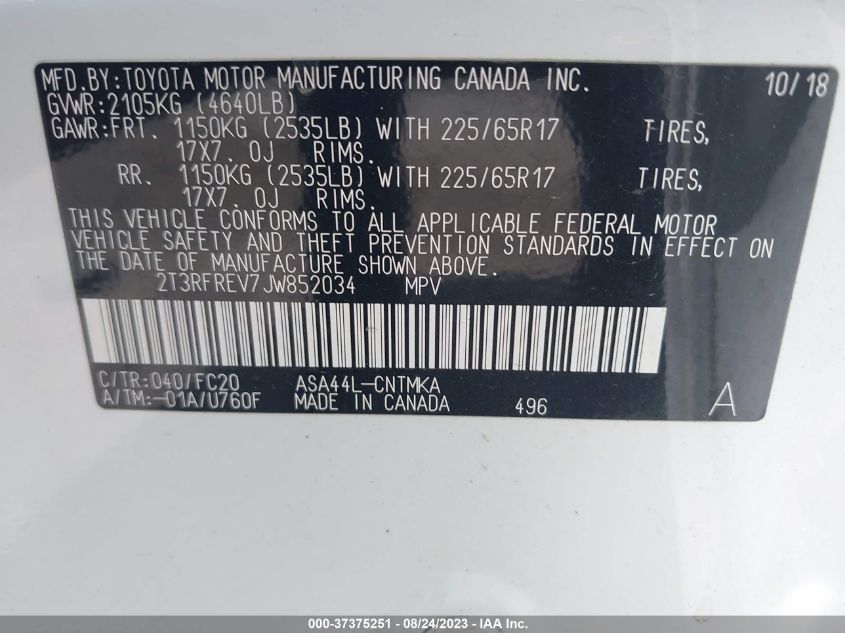 MFD.BY:TOYOTA MOTOR MANUFACTURING CANADA INC. 10/18
GVWR:2105KG (4640LB)
GAWR:FRT. 1150KG (2535LB) WITH 225/65R17 TIRES,
17X7. 0J RIMS.
RR. 1150KG (2535LB) WITH 225/65R17 TIRES,
17X7. 0J RIMS.
THIS VEHICLE CONFORMS TO ALL APPLICABLE FEDERAL MOTOR
VEHICLE SAFETY AND THEFT PREVENTION STANDARDS IN EFFECT ON
THE DATE OF MANUFACTURE SHOWN ABOVE.
2T3RFREV7JW852034 MPV
C/TR:040/FC20 ASA44L-CNTMKA
A/TM:-01A/U760F MADE IN CANADA 496 A
000-37375251 - 08/24/2023 - IAA Inc.